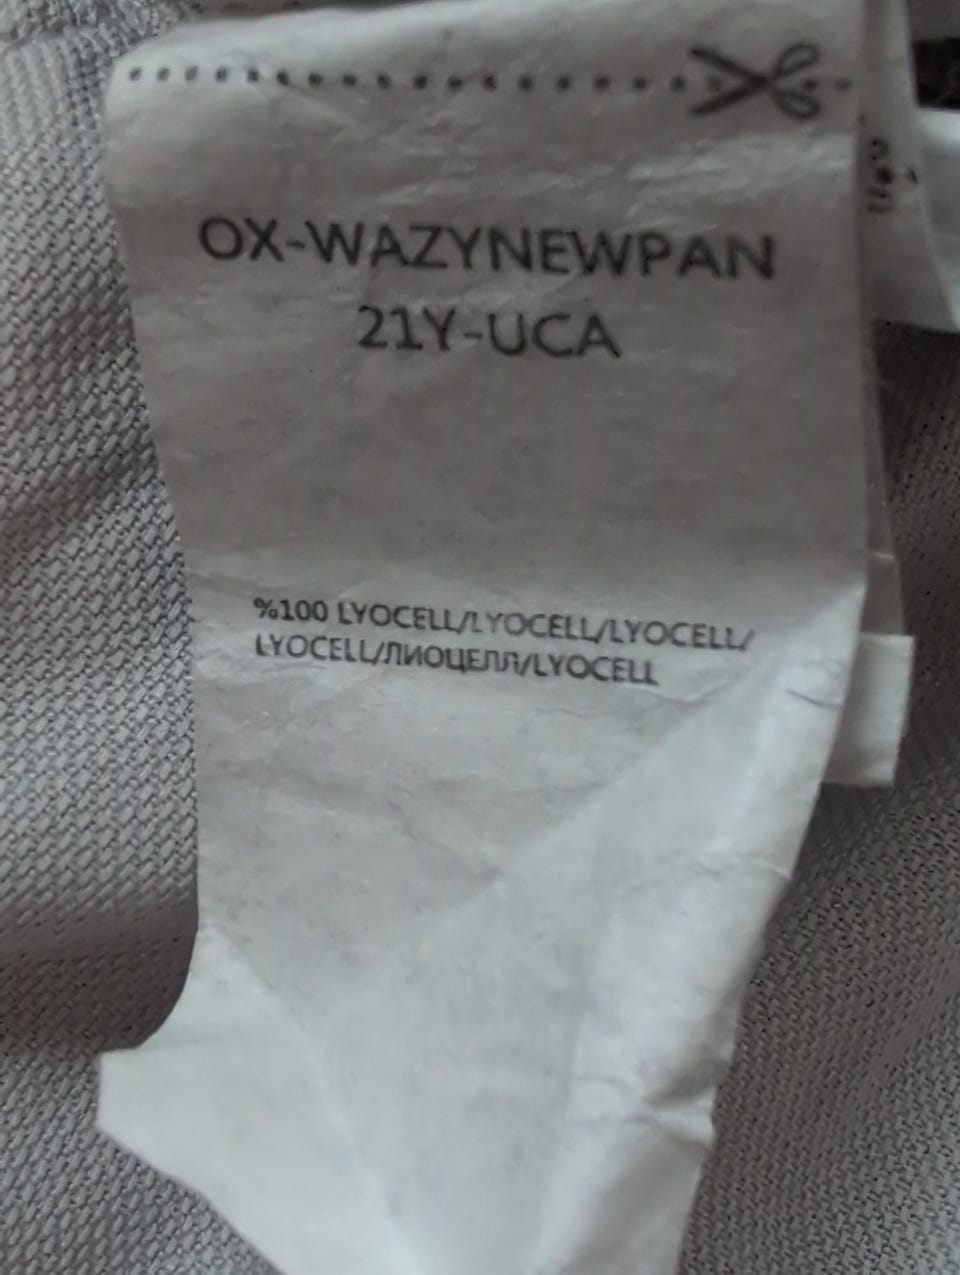 OX-WAZYNEWPAN
21Y-UCA
%100 LYOCELL/LYOCELL/LYOCELL/
LYOCELL/ЛИОЦЕЛЛ/LYOCELL